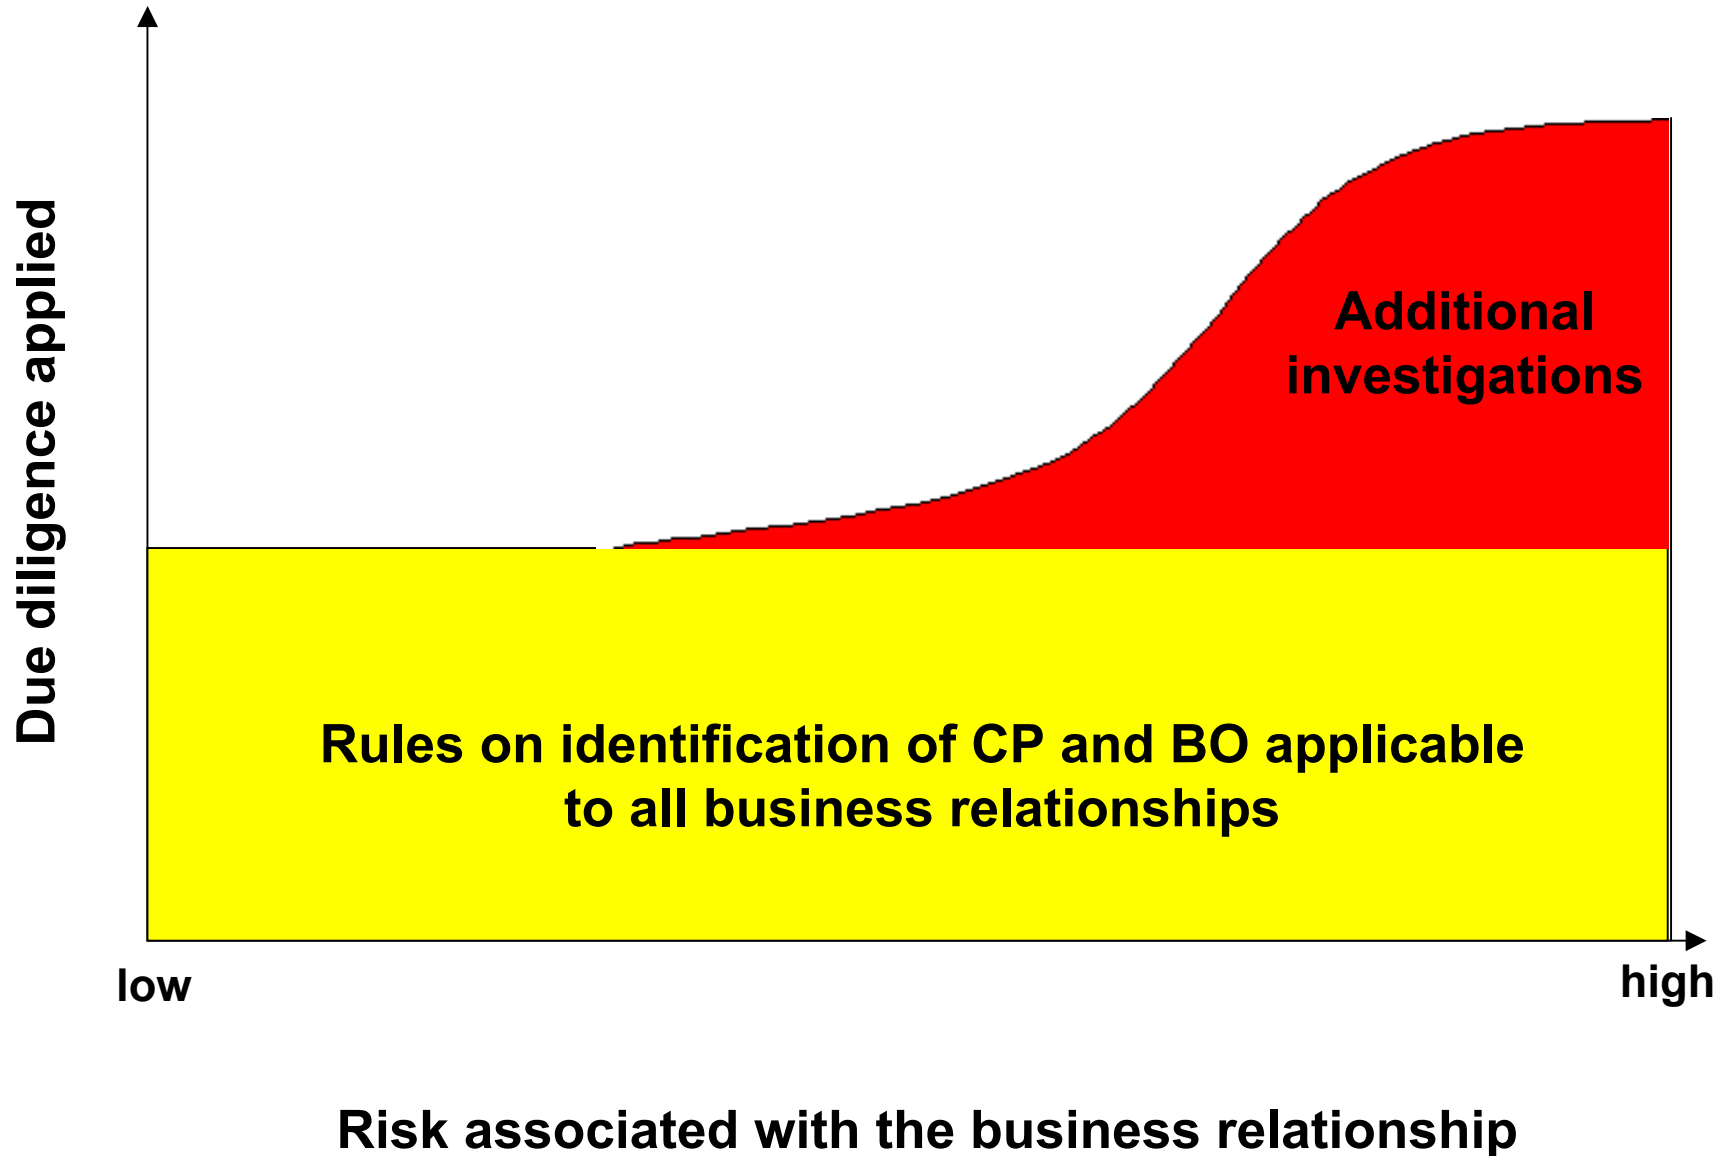 Due diligence applied
Additional
investigations
Rules on identification of CP and BO applicable
to all business relationships
low
high
Risk associated with the business relationship